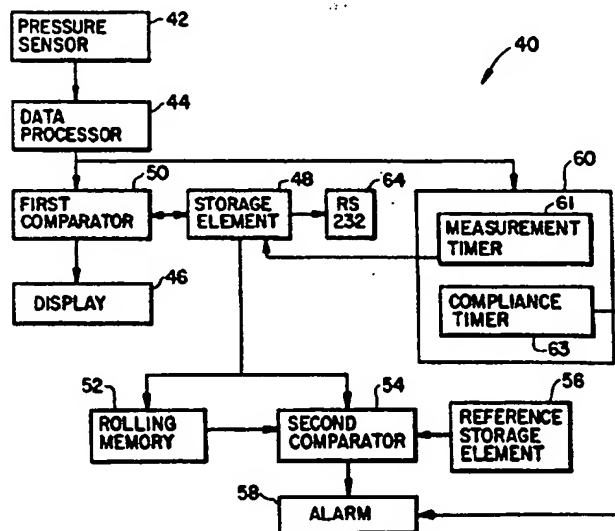 PRESSURE
SENSOR
42
40
DATA
PROCESSOR
44
50
48
64
60
FIRST
COMPARATOR
STORAGE
ELEMENT
RS
232
61
MEASUREMENT
TIMER
DISPLAY
46
COMPLIANCE
TIMER
63
52
54
56
ROLLING
MEMORY
SECOND
COMPARATOR
REFERENCE
STORAGE
ELEMENT
58
ALARM